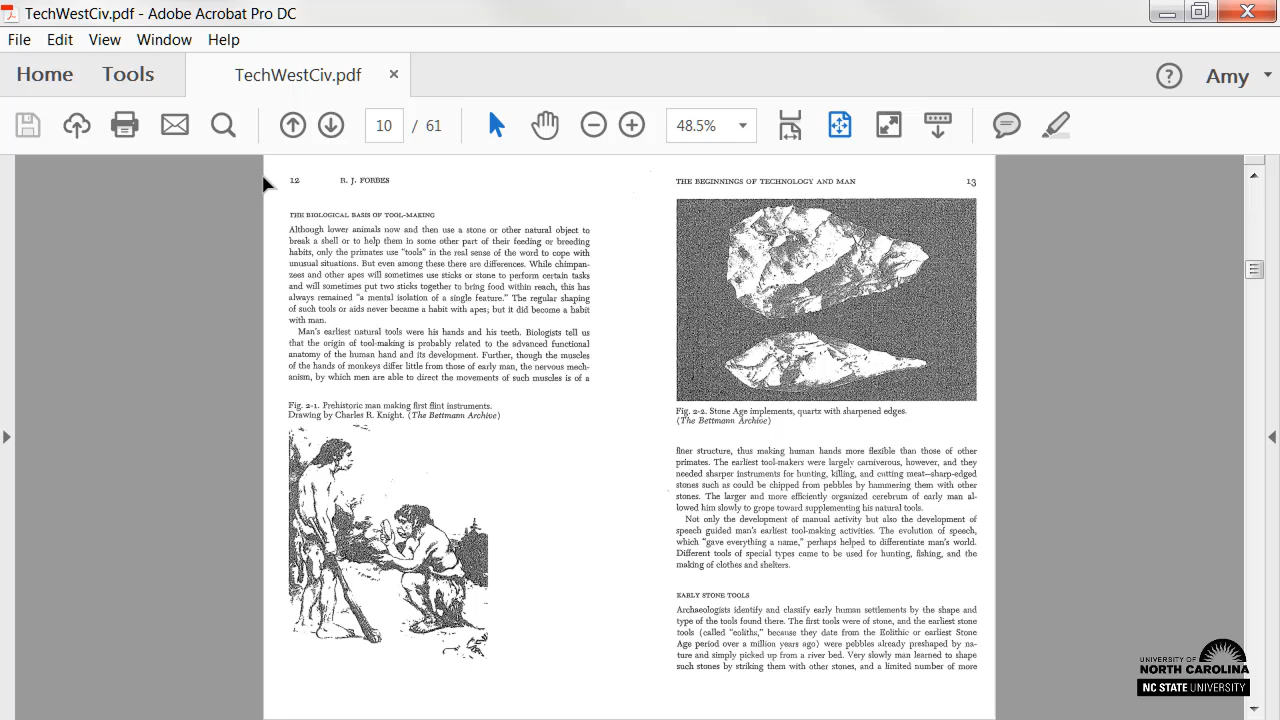 TechWestCiv.pdf - Adobe Acrobat Pro DC
File Edit View Window Help
Home Tools TechWestCiv.pdf × ? Amy
10 / 61 48.5%
12 R. J. FORBES
THE BIOLOGICAL BASIS OF TOOL-MAKING
Although lower animals now and then use a stone or other natural object to
break a shell or to help them in some other part of their feeding or breeding
habits, only the primates use "tools" in the real sense of the word to cope with
unusual situations. But even among these there are differences. While chimpan-
zees and other apes will sometimes use sticks or stone to perform certain tasks
and will sometimes put two sticks together to bring food within reach, this has
always remained "a mental isolation of a single feature." The regular shaping
of such tools or aids never became a habit with apes; but it did become a habit
with man.
Man's earliest natural tools were his hands and his teeth. Biologists tell us
that the origin of tool-making is probably related to the advanced functional
anatomy of the human hand and its development. Further, though the muscles
of the hands of monkeys differ little from those of early man, the nervous mech-
anism, by which men are able to direct the movements of such muscles is of a
Fig. 2-1. Prehistoric man making first flint instruments.
Drawing by Charles R. Knight. (The Bettmann Archive)
THE BEGINNINGS OF TECHNOLOGY AND MAN 13
Fig. 2-2. Stone Age implements, quartz with sharpened edges.
(The Bettmann Archive)
finer structure, thus making human hands more flexible than those of other
primates. The earliest tool-makers were largely carnivorous, however, and they
needed sharper instruments for hunting, killing, and cutting meat—sharp-edged
stones such as could be chipped from pebbles by hammering them with other
stones. The larger and more efficiently organized cerebrum of early man al-
lowed him slowly to grope toward supplementing his natural tools.
Not only the development of manual activity but also the development of
speech guided man's earliest tool-making activities. The evolution of speech,
which "gave everything a name," perhaps helped to differentiate man's world.
Different tools of special types came to be used for hunting, fishing, and the
making of clothes and shelters.
EARLY STONE TOOLS
Archaeologists identify and classify early human settlements by the shape and
type of the tools found there. The first tools were of stone, and the earliest stone
tools (called "eoliths," because they date from the Eolithic or earliest Stone
Age period over a million years ago) were pebbles already preshaped by na-
ture and simply picked up from a river bed. Very slowly man learned to shape
such stones by striking them with other stones, and a limited number of more
UNIVERSITY OF
NORTH CAROLINA
NC STATE UNIVERSITY